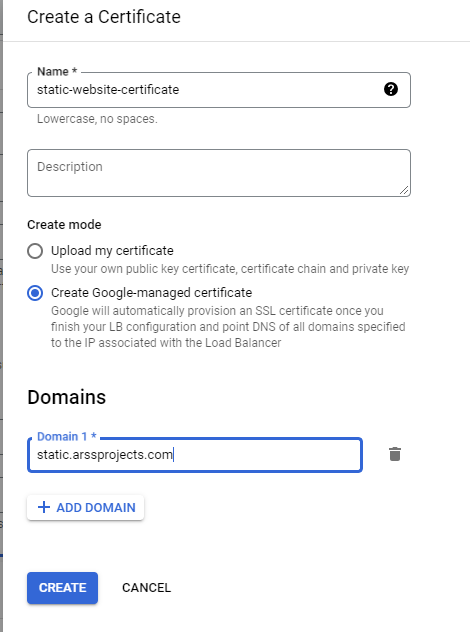 Create a Certificate
Name *
static-website-certificate
Lowercase, no spaces.
Description
Create mode
Upload my certificate
Use your own public key certificate, certificate chain and private key
Create Google-managed certificate
Google will automatically provision an SSL certificate once you
finish your LB configuration and point DNS of all domains specified
to the IP associated with the Load Balancer
Domains
Domain 1 *
static.arssprojects.com
+ ADD DOMAIN
CREATE CANCEL